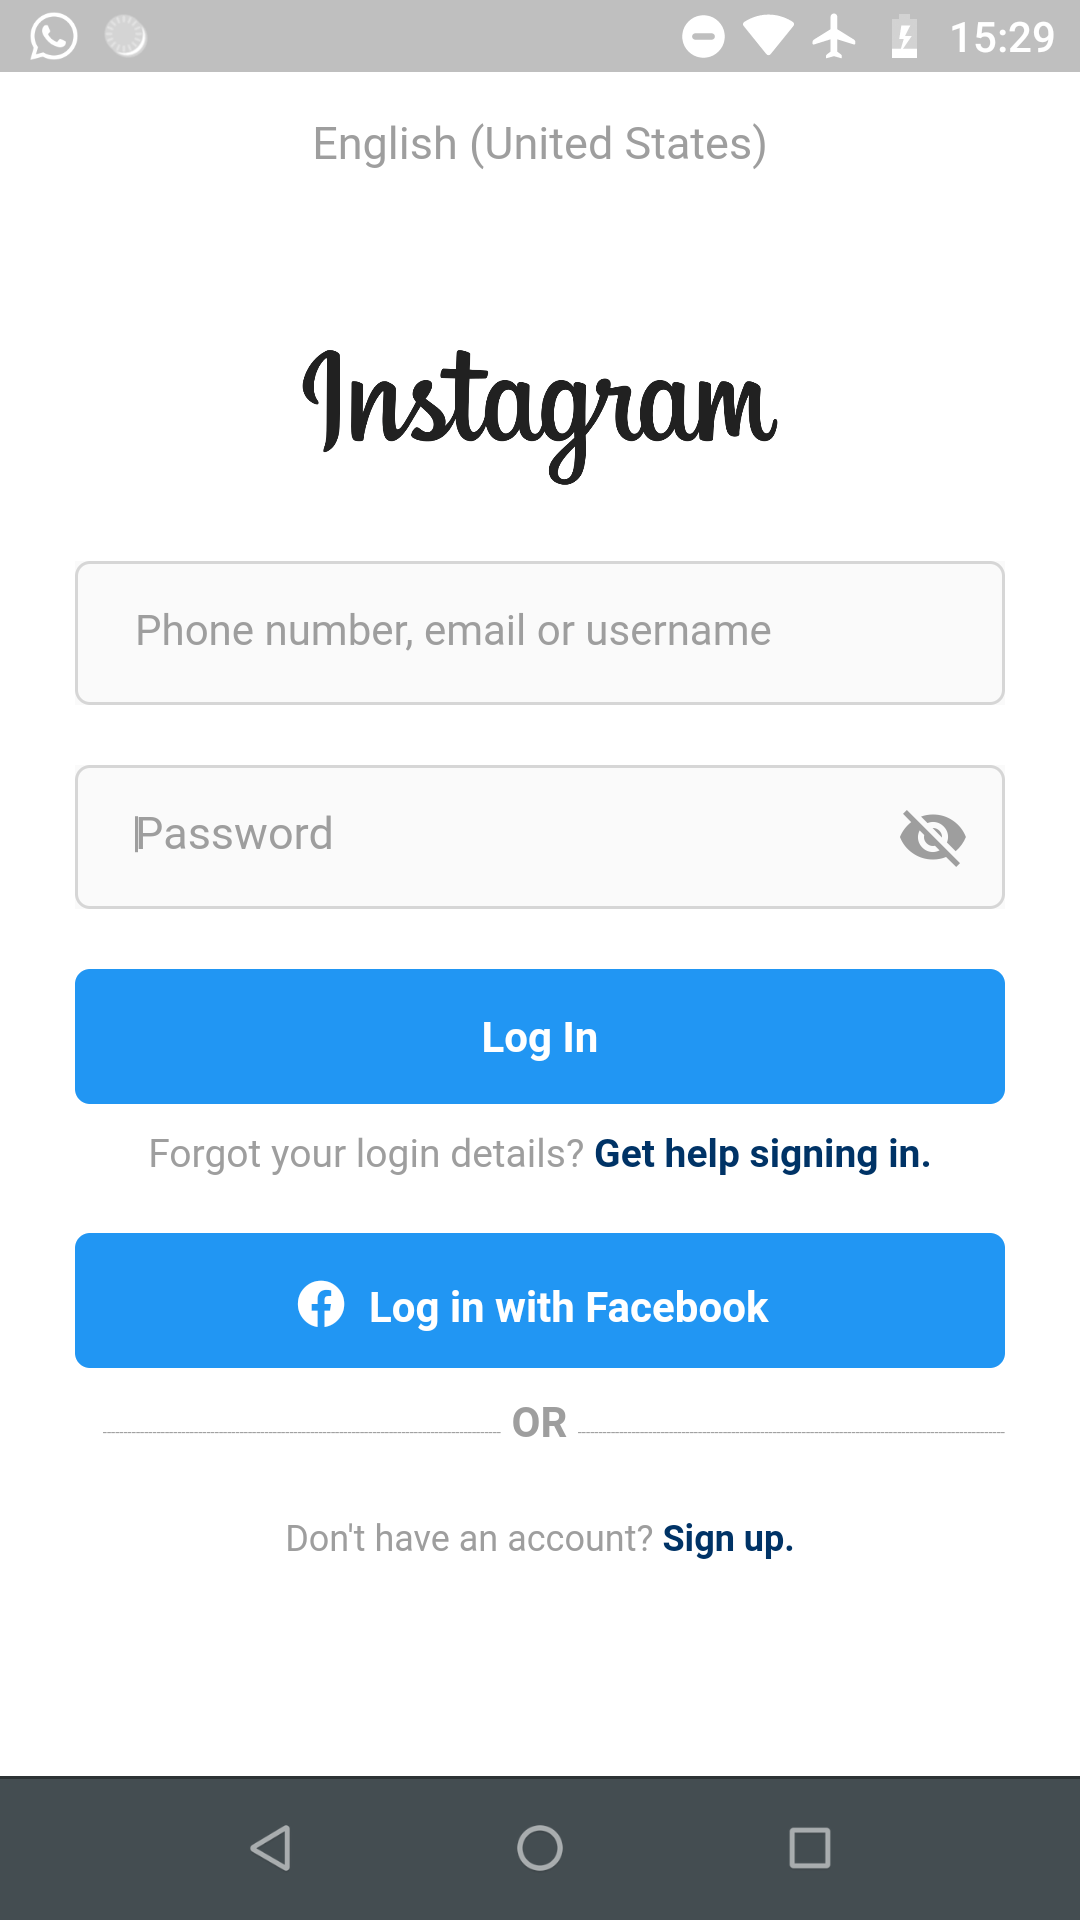 15:29
English (United States)
Instagram
Phone number, email or username
Password
Log In
Forgot your login details? Get help signing in.
Log in with Facebook
OR
Don't have an account? Sign up.